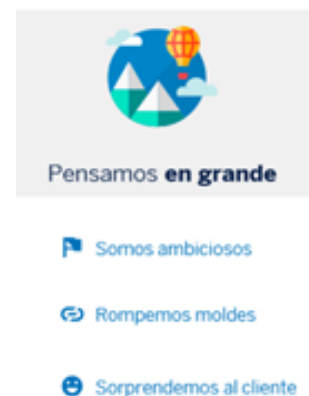 Pensamos en grande
Somos ambiciosos
Rompemos moldes
Sorprendemos al cliente